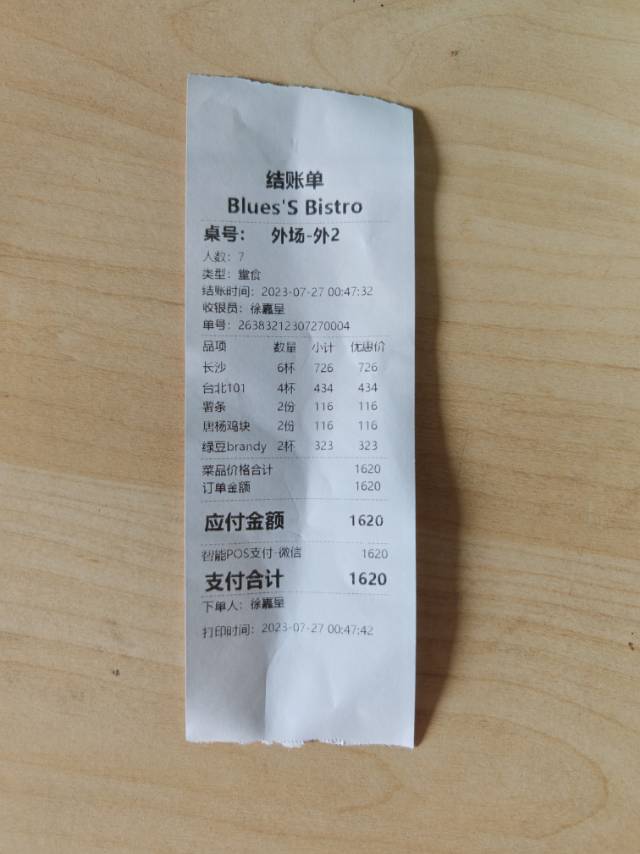 结账单
Blues'S Bistro
桌号： 外场-外2
人数：7
类型：堂食
结账时间：2023-07-27 00:47:32
收银员：徐嘉星
单号：26383212307270004
品项 数量 小计 优惠价
长沙 6杯 726 726
台北101 4杯 434 434
薯条 2份 116 116
唐杨鸡块 2份 116 116
绿豆brandy 2杯 323 323
菜品价格合计 1620
订单金额 1620
应付金额 1620
智能POS支付-微信 1620
支付合计 1620
下单人：徐嘉星
打印时间：2023-07-27 00:47:42